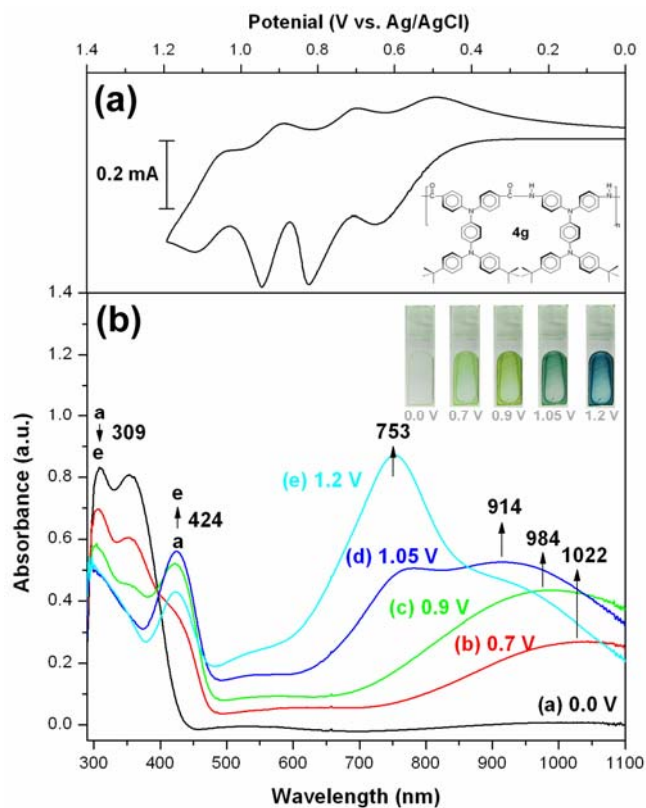 Potenial (V vs. Ag/AgCl)
1.4 1.2 1.0 0.8 0.6 0.4 0.2 0.0
(a)
0.2 mA
O O H H
C C N N
N N
4g
n
N N
1.4
(b)
1.2
1.0
0.8
0.6
0.4
0.2
0.0
Absorbance (a.u.)
0.0 V 0.7 V 0.9 V 1.05 V 1.2 V
a
e
309
e
a
424
753
(e) 1.2 V
914
984
1022
(d) 1.05 V
(c) 0.9 V
(b) 0.7 V
(a) 0.0 V
300 400 500 600 700 800 900 1000 1100
Wavelength (nm)